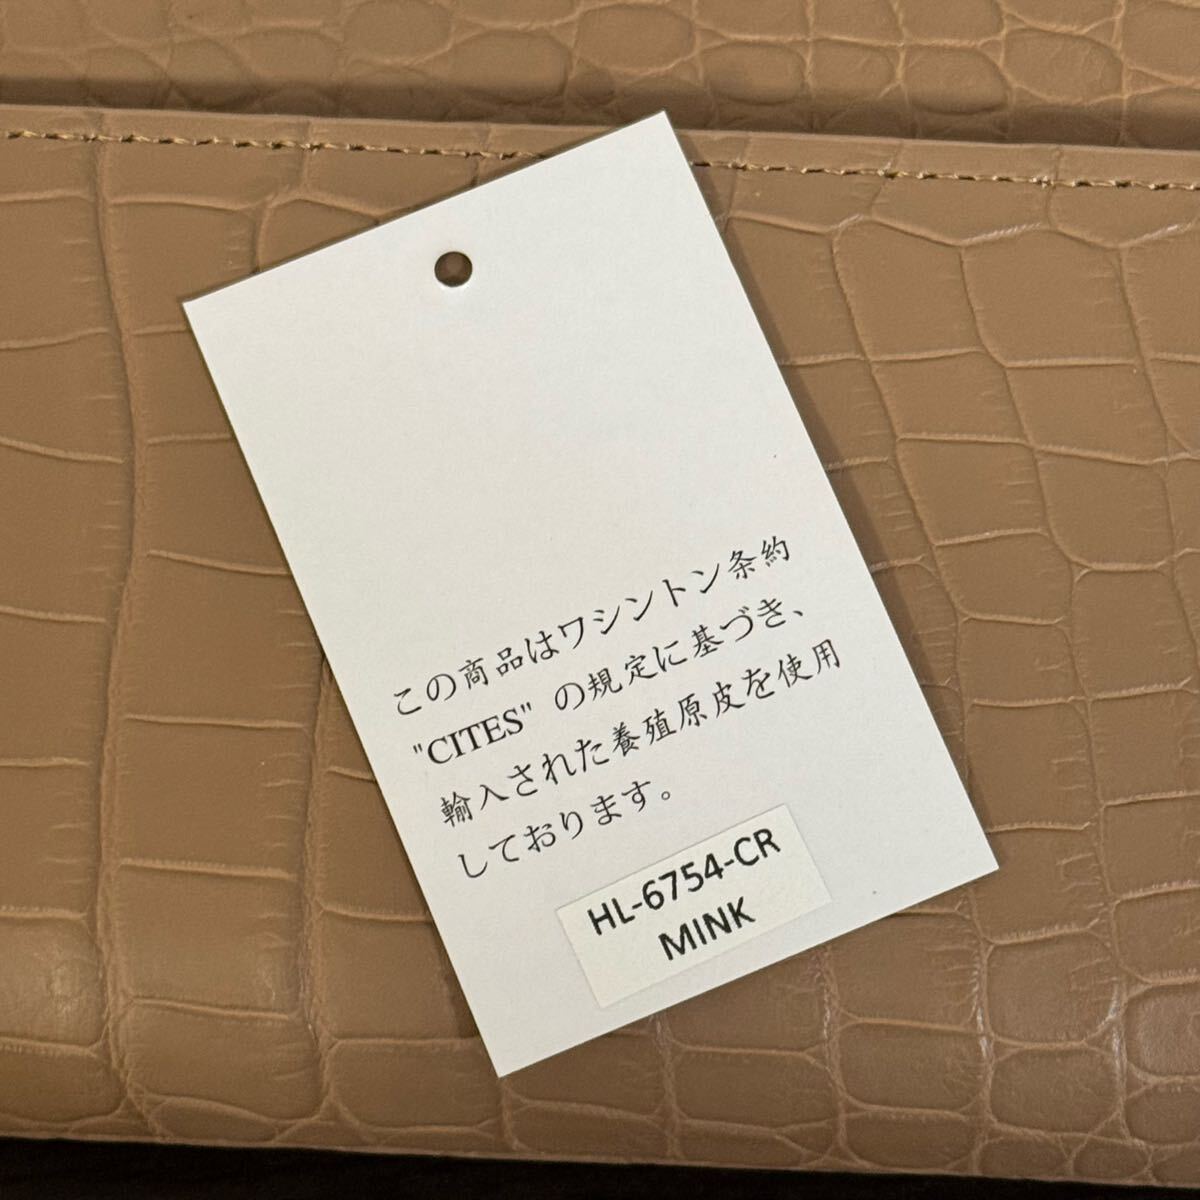 この商品はワシントン条約
"CITES" の規定に基づき、
輸入された養殖原皮を使用
しております。
HL-6754-CR
MINK